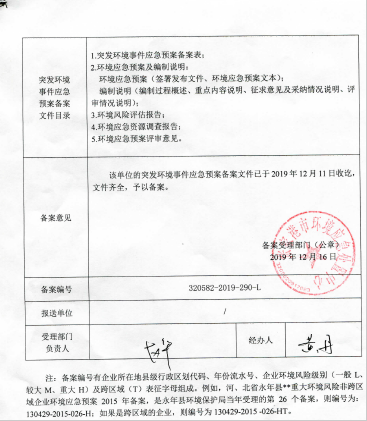 突发环境
事件应急
预案备案
文件目录
1.突发环境事件应急预案备案表;
2.环境应急预案及编制说明:
环境应急预案(签署发布文件、环境应急预案文本);
编制说明(编制过程概述、重点内容说明、征求意见及采纳情况说明、评
审情况说明);
3.环境风险评估报告;
4.环境应急资源调查报告;
5.环境应急预案评审意见。
备案意见
该单位的突发环境事件应急预案备案文件已于 2019 年 12 月 11 日收讫,
文件齐全,予以备案。
备案受理部门(公章)
2019 年 12 月 16 日
备案编号
320582-2019-290-L
报送单位
/
受理部门
负责人
经办人
注: 备案编号有企业所在地县级行政区划代码、年份流水号、企业环境风险级别(一般 L、
较大 M、重大 H)及跨区域(T)表征字母组成。例如,河、北省永年县**重大环境风险非跨区
域企业环境应急预案 2015 年备案,是永年县环境保护局当年受理的第 26 个备案,则编号为:
130429-2015-026-H; 如果是跨区域的企业,则编号为 130429-2015 -026-HT。